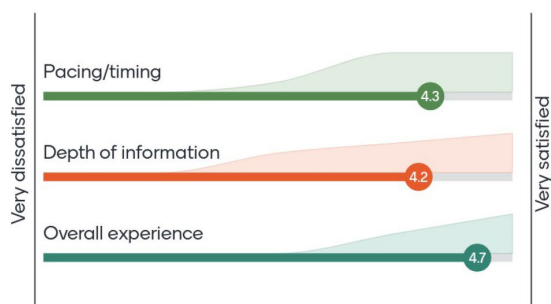 Very dissatisfied
Pacing/timing
4.3
Depth of information
4.2
Overall experience
4.7
Very satisfied